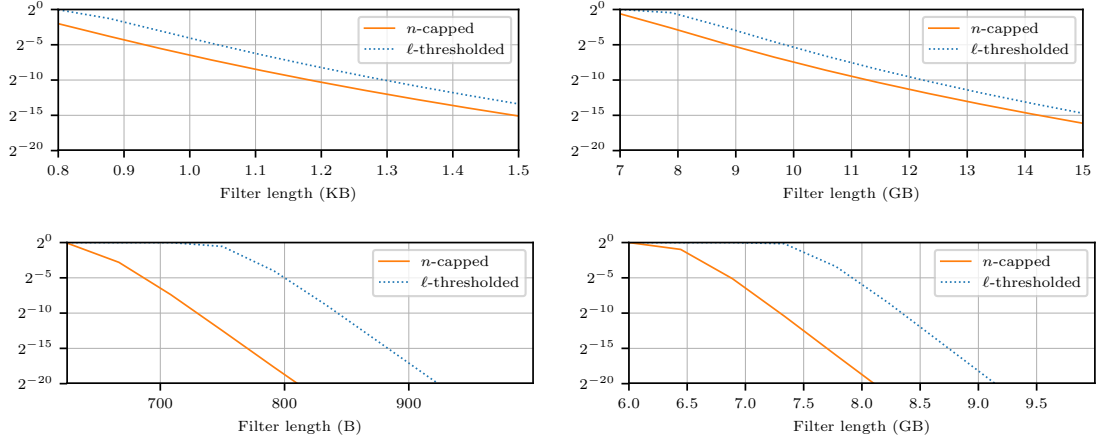 2^0
2^−5
2^−10
2^−15
2^−20
n-capped
ℓ-thresholded
0.8 0.9 1.0 1.1 1.2 1.3 1.4 1.5
Filter length (KB)
2^0
2^−5
2^−10
2^−15
2^−20
n-capped
ℓ-thresholded
7 8 9 10 11 12 13 14 15
Filter length (GB)
2^0
2^−5
2^−10
2^−15
2^−20
n-capped
ℓ-thresholded
700 800 900
Filter length (B)
2^0
2^−5
2^−10
2^−15
2^−20
n-capped
ℓ-thresholded
6.0 6.5 7.0 7.5 8.0 8.5 9.0 9.5
Filter length (GB)